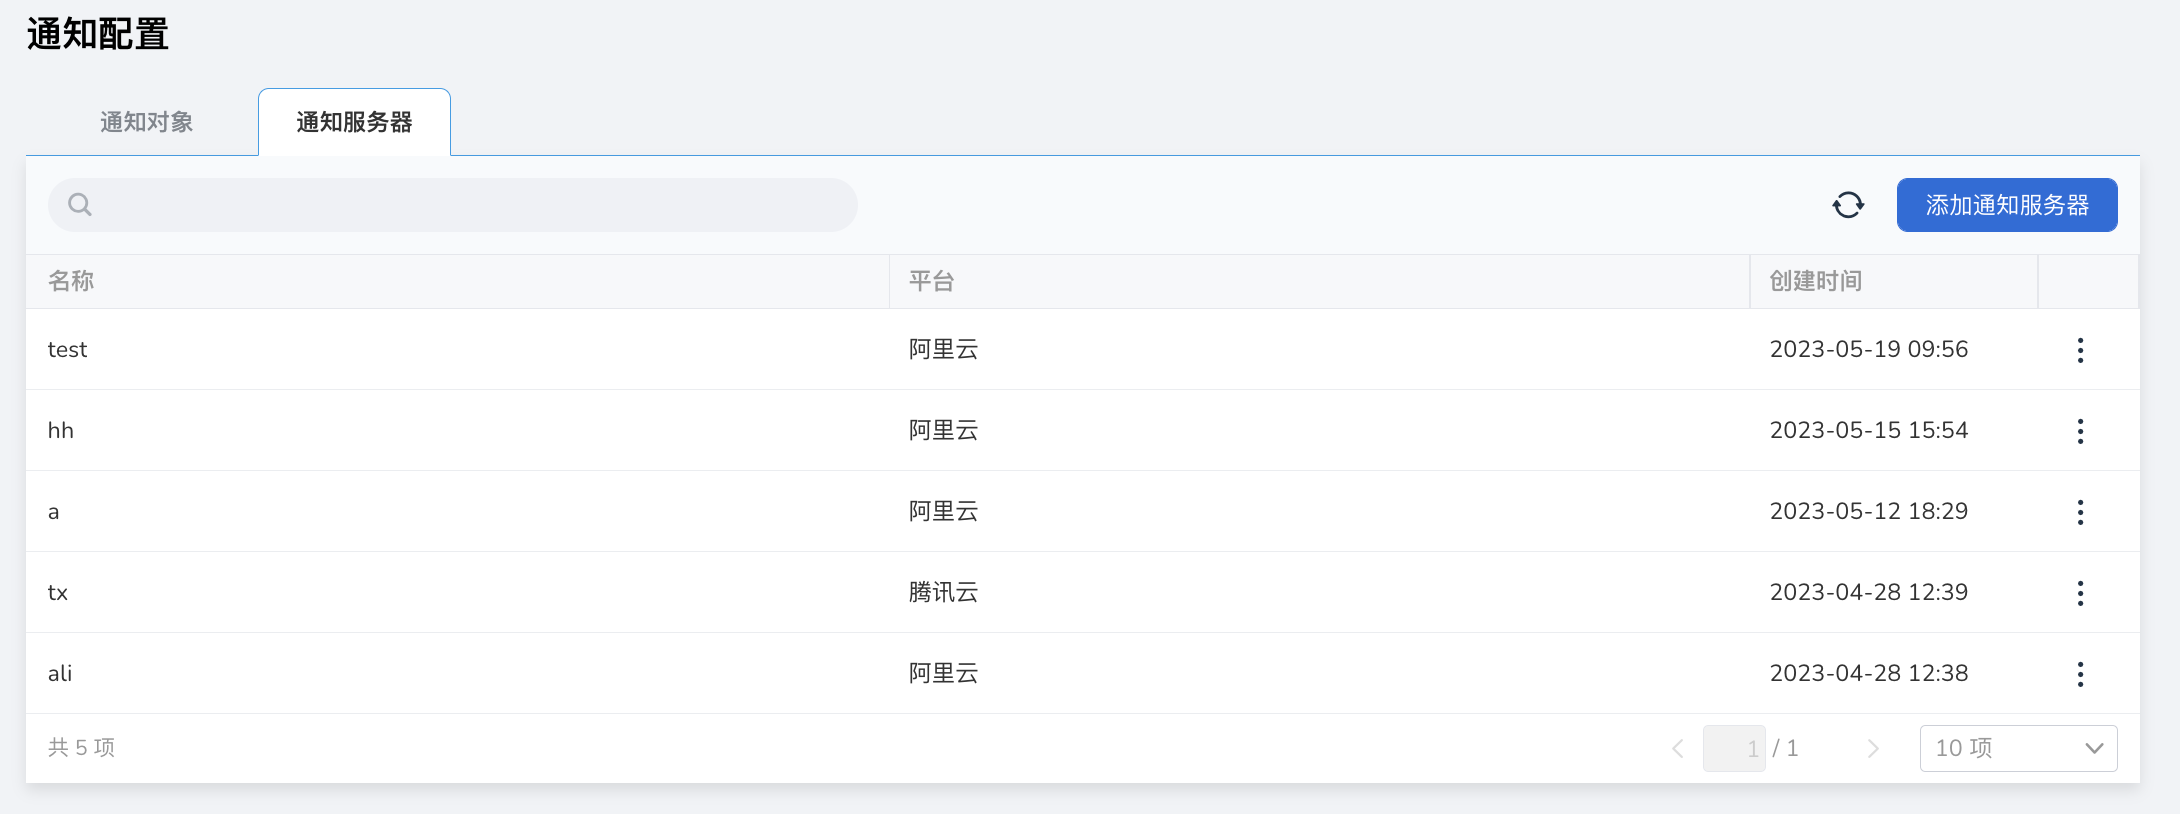 通知配置
通知对象 通知服务器
添加通知服务器
名称 平台 创建时间
test 阿里云 2023-05-19 09:56
hh 阿里云 2023-05-15 15:54
a 阿里云 2023-05-12 18:29
tx 腾讯云 2023-04-28 12:39
ali 阿里云 2023-04-28 12:38
共 5 项 1 / 1 10 项